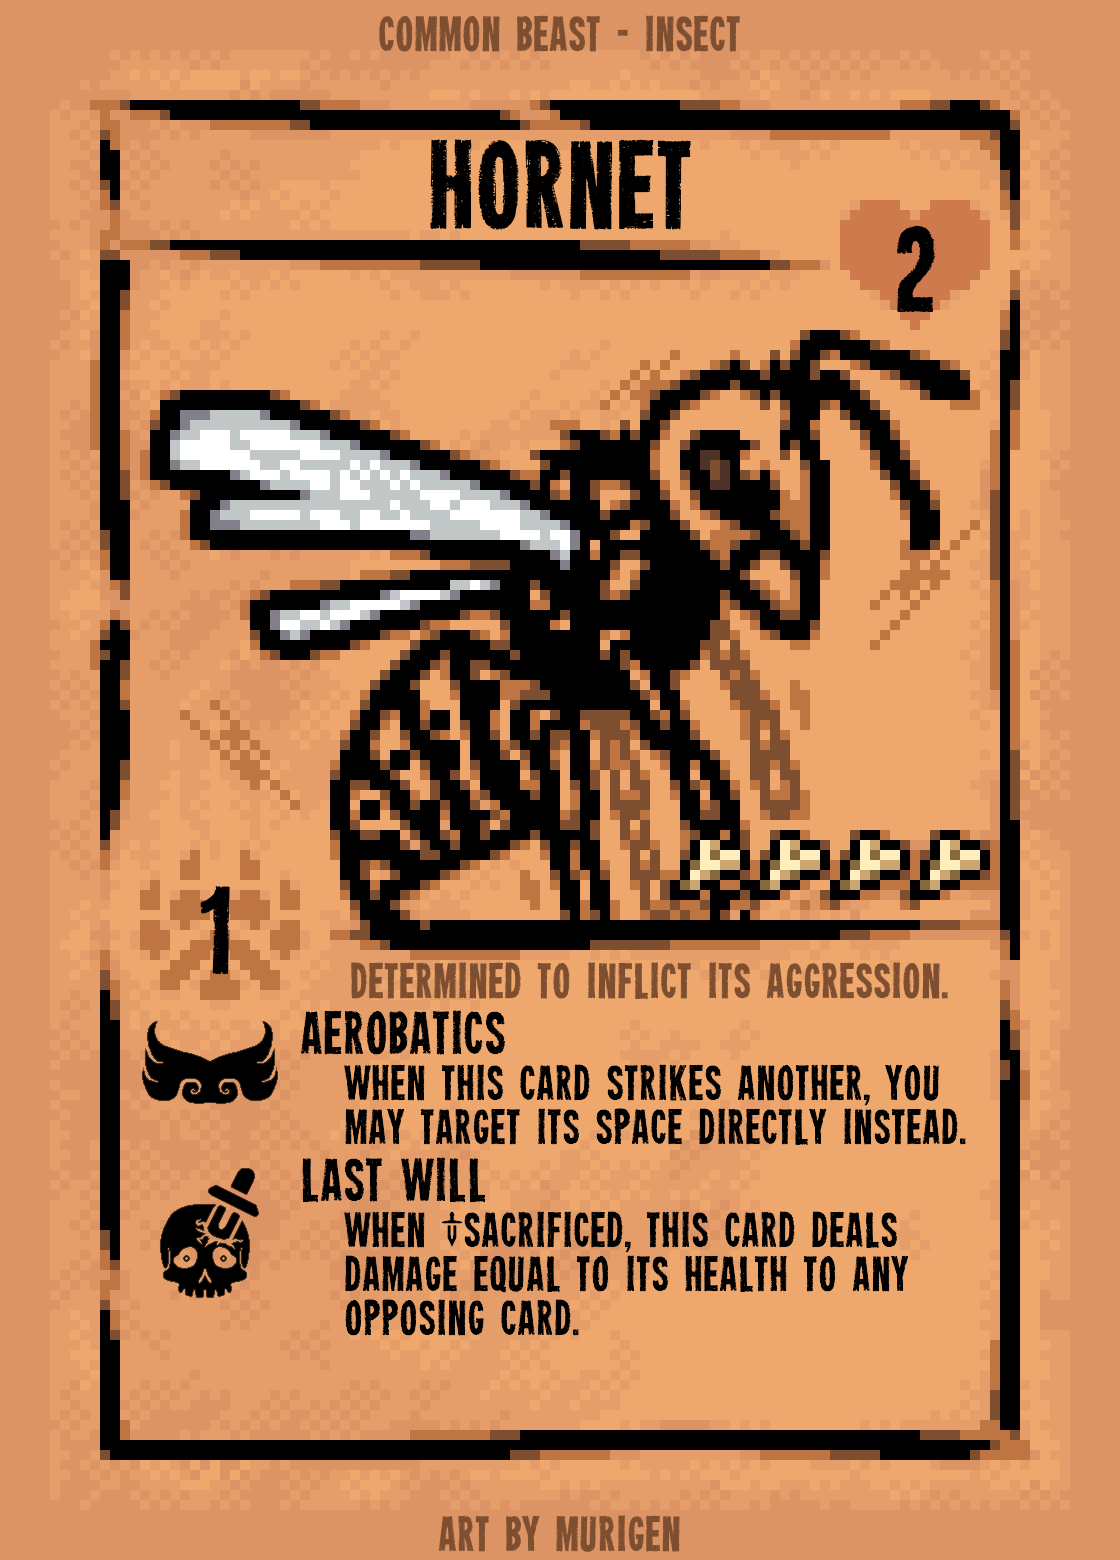 COMMON BEAST - INSECT
HORNET
2
1
DETERMINED TO INFLICT ITS AGGRESSION.
AEROBATICS
WHEN THIS CARD STRIKES ANOTHER, YOU
MAY TARGET ITS SPACE DIRECTLY INSTEAD.
LAST WILL
WHEN SACRIFICED, THIS CARD DEALS
DAMAGE EQUAL TO ITS HEALTH TO ANY
OPPOSING CARD.
ART BY MURIGEN